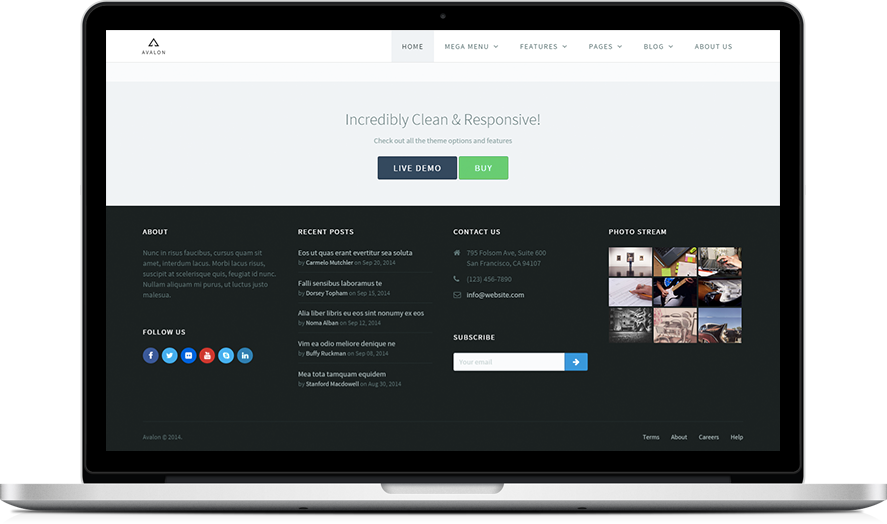 AVALON
HOME
MEGA MENU
FEATURES
PAGES
BLOG
ABOUT US
Incredibly Clean & Responsive!
Check out all the theme options and features
LIVE DEMO
BUY
ABOUT
Nunc in risus faucibus, cursus quam sit
amet, interdum lacus. Morbi lacus risus,
suscipit at scelerisque quis, feugiat id nunc.
Nullam aliquam mi purus, ut luctus justo
malesua.
FOLLOW US
RECENT POSTS
Eos ut quas erant evertitur sea soluta
by Carmelo Mutchler on Sep 20, 2014
Falli sensibus laboramus te
by Dorsey Topham on Sep 15, 2014
Alia liber libris eu eos sint nonumy ex eos
by Noma Alban on Sep 12, 2014
Vim ea odio meliore denique ne
by Buffy Ruckman on Sep 08, 2014
Mea tota tamquam equidem
by Stanford Macdowell on Aug 30, 2014
CONTACT US
795 Folsom Ave, Suite 600
San Francisco, CA 94107
(123) 456-7890
info@website.com
SUBSCRIBE
Your email
PHOTO STREAM
Avalon © 2014.
Terms
About
Careers
Help